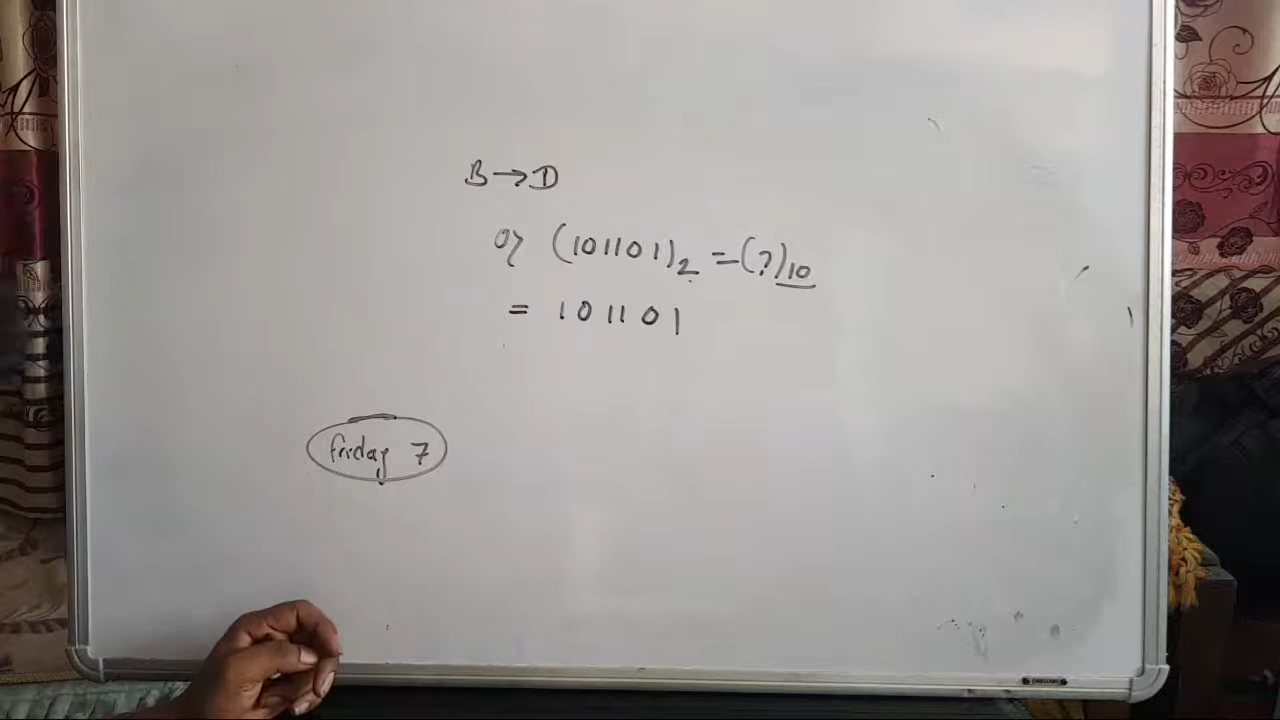 B → D
(101101)₂ = (?)₁₀
= 101101
friday 7